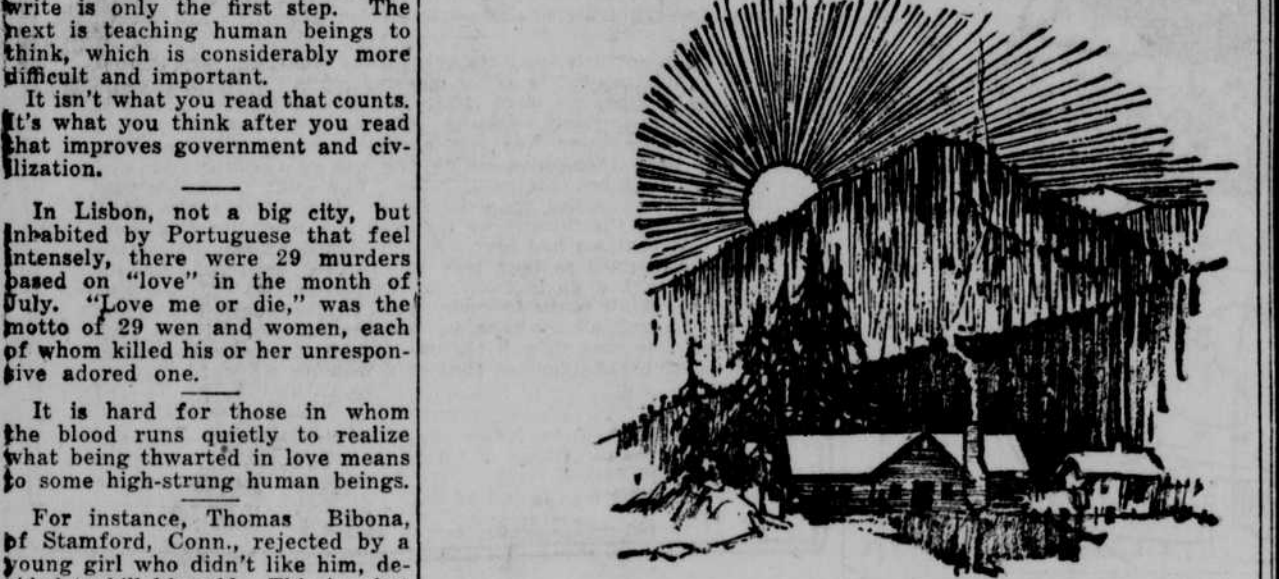 write is only the first step. The
next is teaching human beings to
think, which is considerably more
difficult and important.
It isn't what you read that counts.
It's what you think after you read
that improves government and civ-
ilization.
In Lisbon, not a big city, but
inhabited by Portuguese that feel
intensely, there were 29 murders
based on "love" in the month of
July. "Love me or die," was the
motto of 29 wen and women, each
of whom killed his or her unrespon-
sive adored one.
It is hard for those in whom
the blood runs quietly to realize
what being thwarted in love means
to some high-strung human beings.
For instance, Thomas Bibona,
of Stamford, Conn., rejected by a
young girl who didn't like him, de-